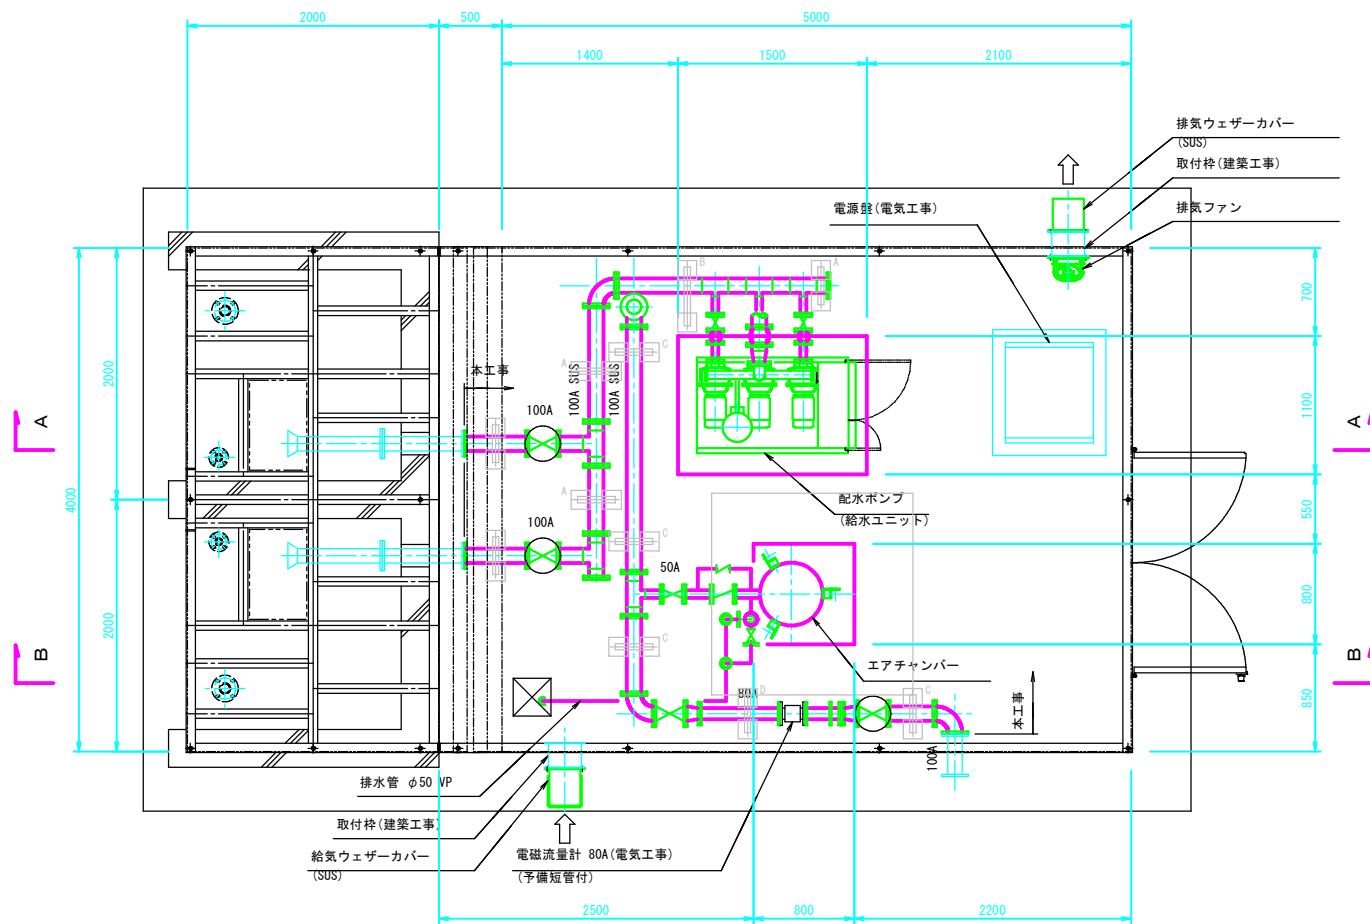 2000
500
5000
1400
1500
2100
排気ウェザーカバー
(SUS)
取付枠(建築工事)
排気ファン
電源盤(電気工事)
B
A
700
C
A
本工事
100A SUS
100A SUS
2000
1100
A
A
100A
A
配水ポンプ
(給水ユニット)
4000
550
100A
C
50A
800
2000
C
B
B
エアチャンバー
80A
D
C
本工事
850
100A
排水管 φ50 VP
取付枠(建築工事)
給気ウェザーカバー
(SUS)
電磁流量計 80A(電気工事)
(予備短管付)
2500
800
2200